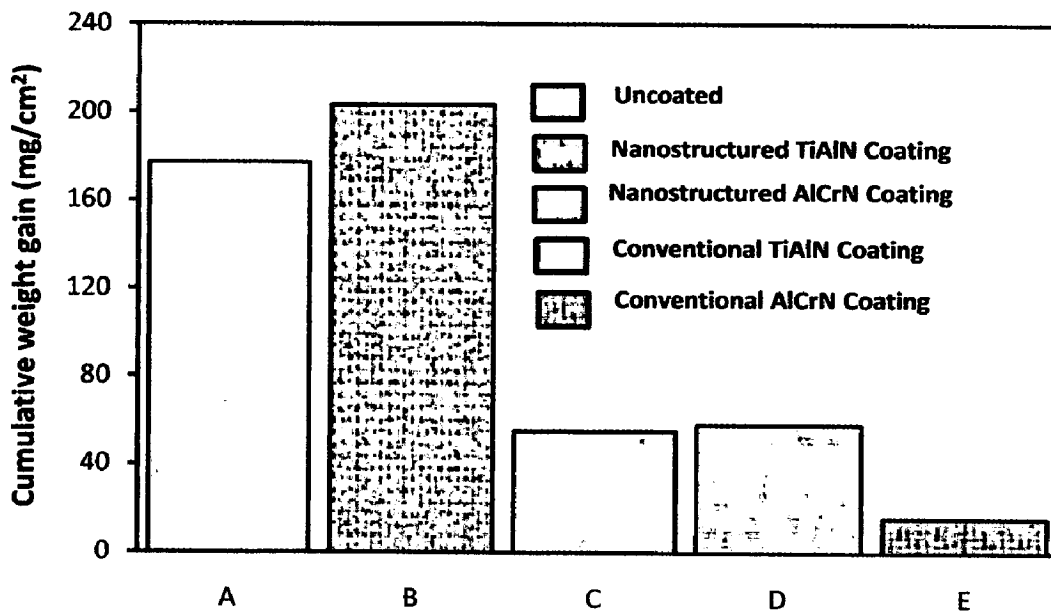 Cumulative weight gain (mg/cm²)
240
200
160
120
80
40
0
Uncoated
Nanostructured TiAlN Coating
Nanostructured AlCrN Coating
Conventional TiAlN Coating
Conventional AlCrN Coating
A B C D E